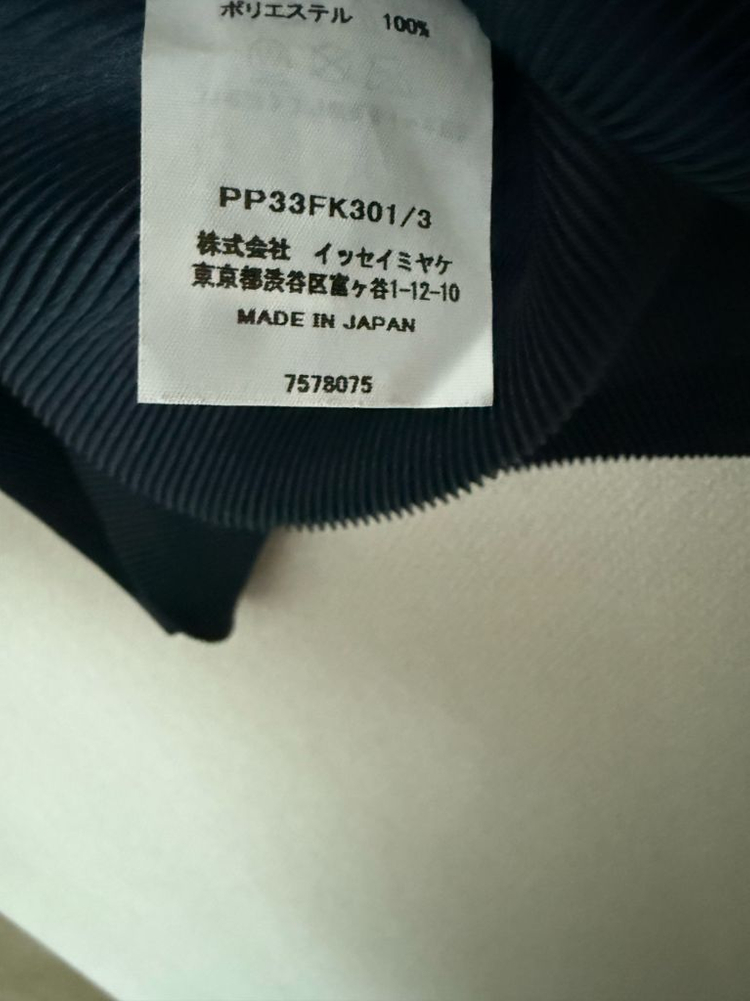 ポリエステル 100%
PP33FK301/3
株式会社 イッセイミヤケ
東京都渋谷区富ヶ谷1-12-10
MADE IN JAPAN
7578075